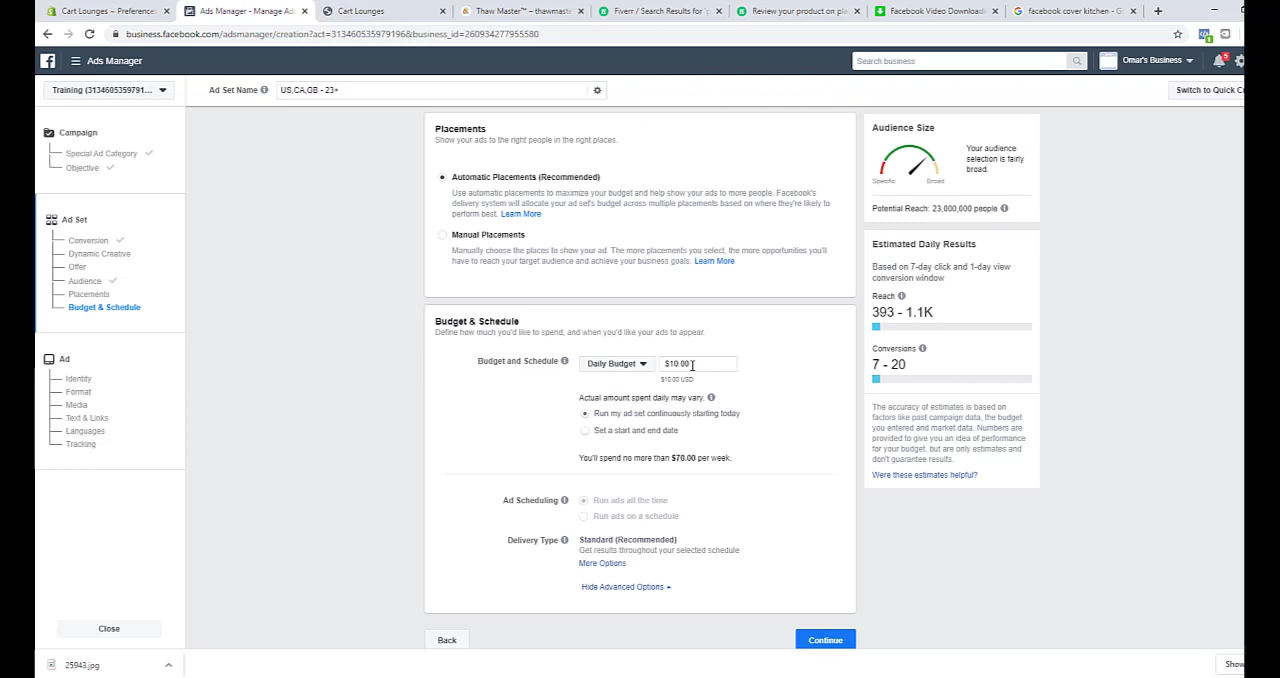 Cart Lounges ~ Preferences
Ads Manager - Manage Ads
Cart Lounges
Thaw Master™ – thawmaste
Fiverr / Search Results for 'p
Review your product on pla
Facebook Video Download
facebook cover kitchen - G
business.facebook.com/adsmanager/creation?act=313460535979196&business_id=260934277955580
Ads Manager
Search business
Omar's Business
Training (3134605359791...
Ad Set Name
US,CA,GB - 23+
Switch to Quick Cr
Campaign
Special Ad Category
Objective
Ad Set
Conversion
Dynamic Creative
Offer
Audience
Placements
Budget & Schedule
Ad
Identity
Format
Media
Text & Links
Languages
Tracking
Close
Placements
Show your ads to the right people in the right places.
Automatic Placements (Recommended)
Use automatic placements to maximize your budget and help show your ads to more people. Facebook's
delivery system will allocate your ad set's budget across multiple placements based on where they're likely to
perform best. Learn More
Manual Placements
Manually choose the places to show your ad. The more placements you select, the more opportunities you'll
have to reach your target audience and achieve your business goals. Learn More
Budget & Schedule
Define how much you'd like to spend, and when you'd like your ads to appear.
Budget and Schedule
Daily Budget
$10.00
$10.00 USD
Actual amount spent daily may vary.
Run my ad set continuously starting today
Set a start and end date
You'll spend no more than $70.00 per week.
Ad Scheduling
Run ads all the time
Run ads on a schedule
Delivery Type
Standard (Recommended)
Get results throughout your selected schedule
More Options
Hide Advanced Options
Back
Continue
Audience Size
Your audience
selection is fairly
broad.
Specific
Broad
Potential Reach: 23,000,000 people
Estimated Daily Results
Based on 7-day click and 1-day view
conversion window
Reach
393 - 1.1K
Conversions
7 - 20
The accuracy of estimates is based on
factors like past campaign data, the budget
you entered and market data. Numbers are
provided to give you an idea of performance
for your budget, but are only estimates and
don't guarantee results.
Were these estimates helpful?
25943.jpg
Show